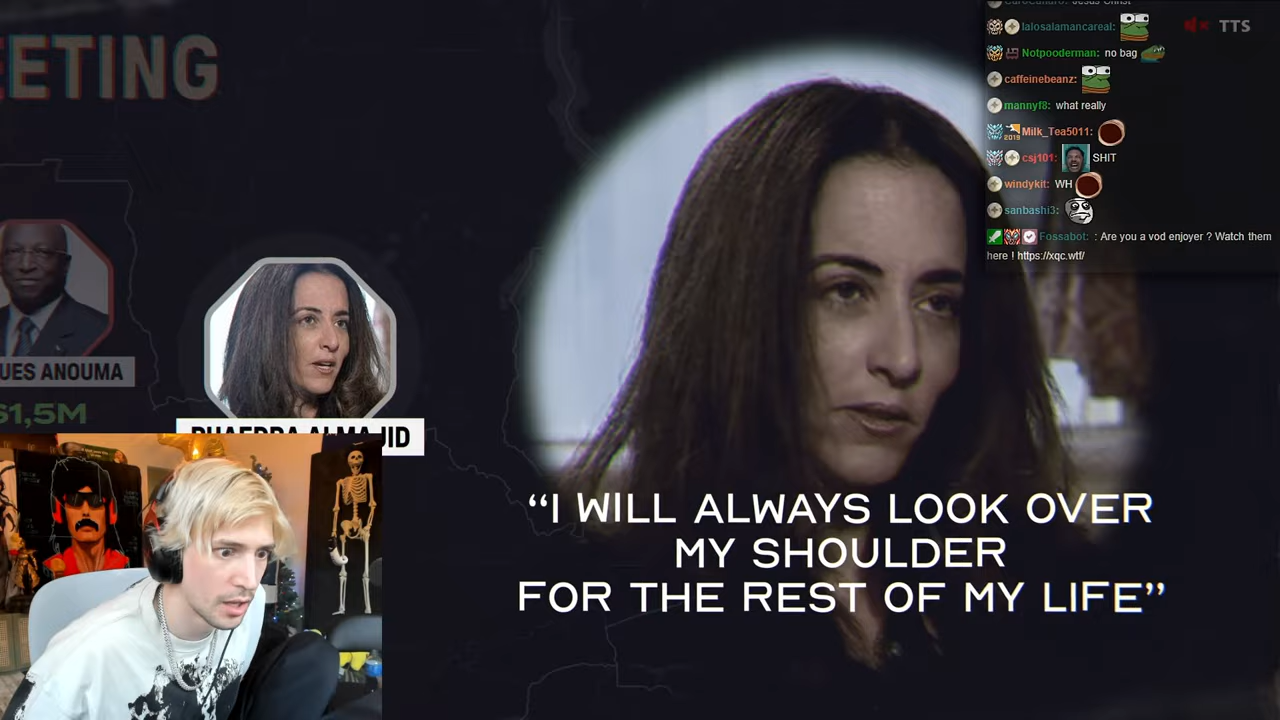 EETING
UES ANOUMA
$1,5M
PHAEDRA ALMAJID
“I WILL ALWAYS LOOK OVER
MY SHOULDER
FOR THE REST OF MY LIFE”
TTS
lalosalamancareal:
Notpooderman: no bag
caffeinebeanz:
mannyf8: what really
2019 Milk_Tea5011:
csj101: SHIT
windykit: WH
sanbashi3:
Fossabot: : Are you a vod enjoyer ? Watch them
here ! https://xqc.wtf/